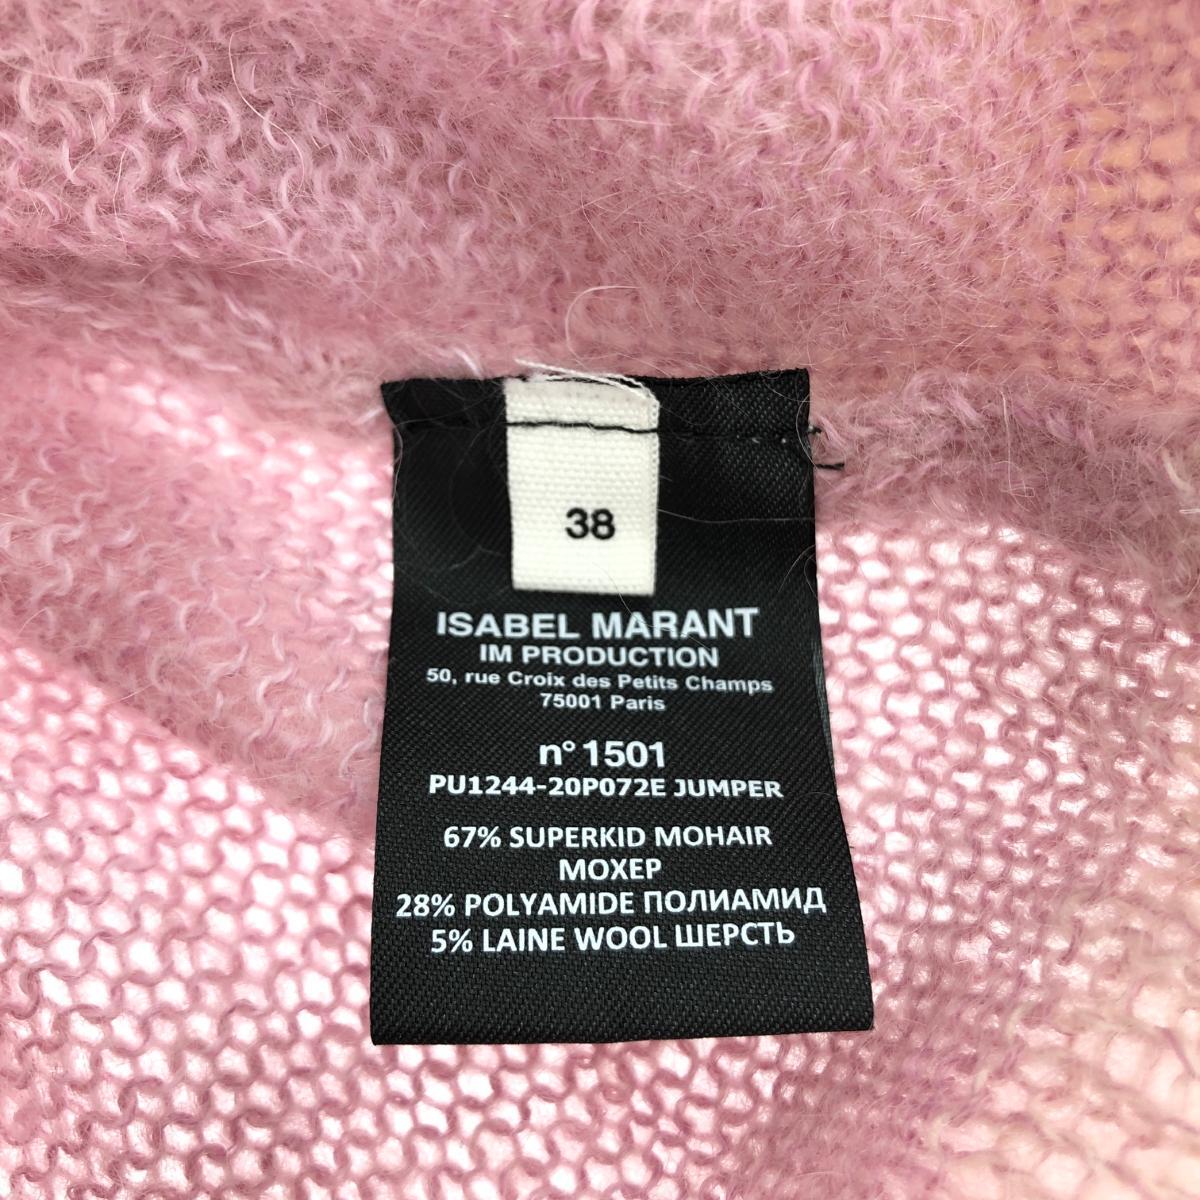 38
ISABEL MARANT
IM PRODUCTION
50, rue Croix des Petits Champs
75001 Paris
n° 1501
PU1244-20P072E JUMPER
67% SUPERKID MOHAIR
МОХЕР
28% POLYAMIDE ПОЛИАМИД
5% LAINE WOOL ШЕРСТЬ